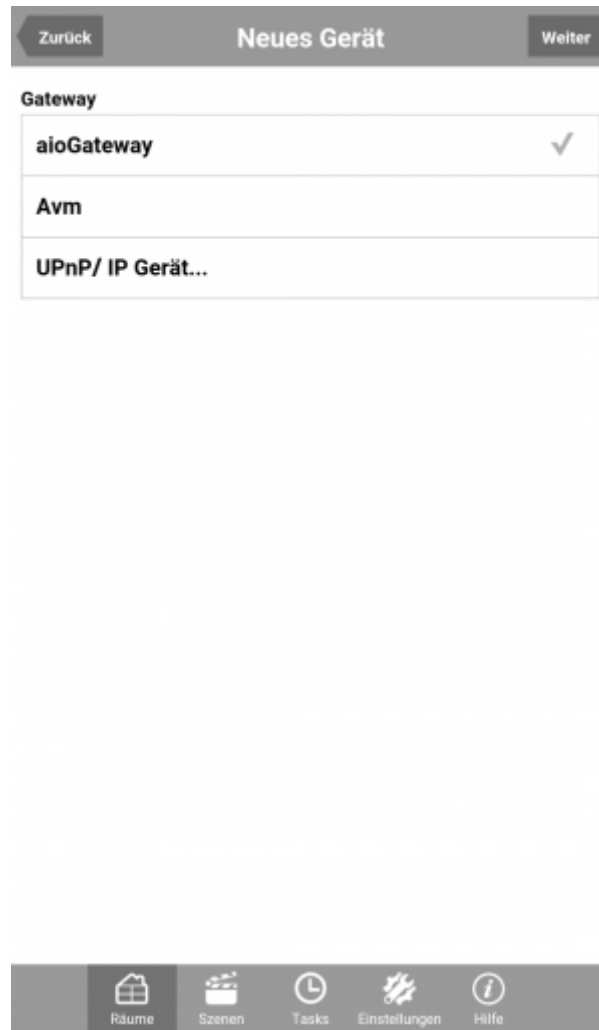 Zurück Neues Gerät Weiter
Gateway
aioGateway
Avm
UPnP/ IP Gerät...
Räume Szenen Tasks Einstellungen Hilfe